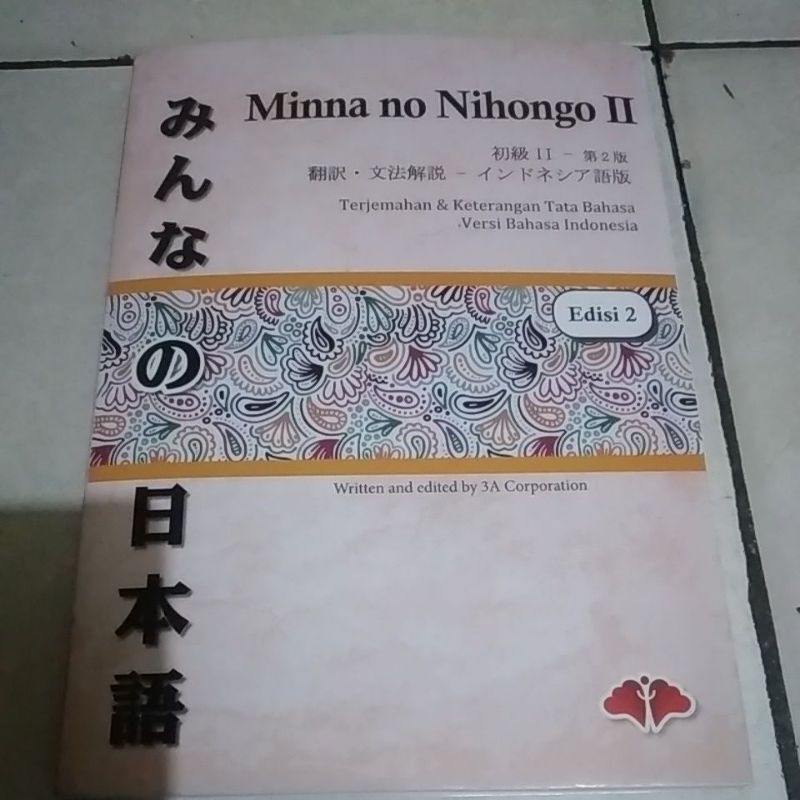 みんなの日本語
Minna no Nihongo II
初級 II - 第2版
翻訳・文法解説 - インドネシア語版
Terjemahan & Keterangan Tata Bahasa
Versi Bahasa Indonesia
Edisi 2
Written and edited by 3A Corporation